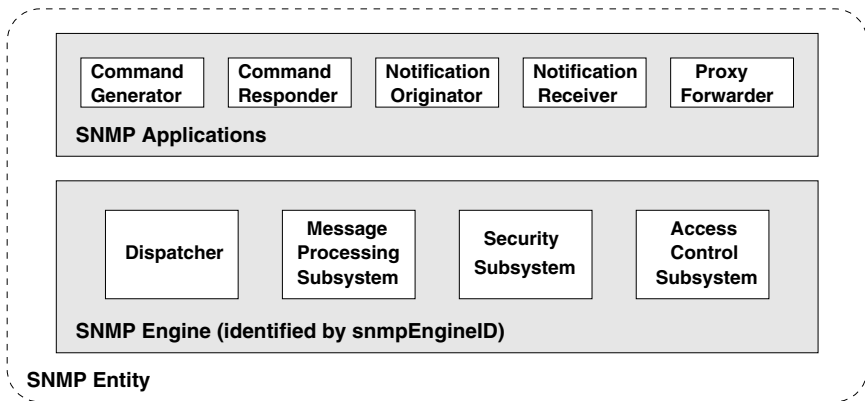 Command
Generator
Command
Responder
Notification
Originator
Notification
Receiver
Proxy
Forwarder
SNMP Applications
Dispatcher
Message
Processing
Subsystem
Security
Subsystem
Access
Control
Subsystem
SNMP Engine (identified by snmpEngineID)
SNMP Entity